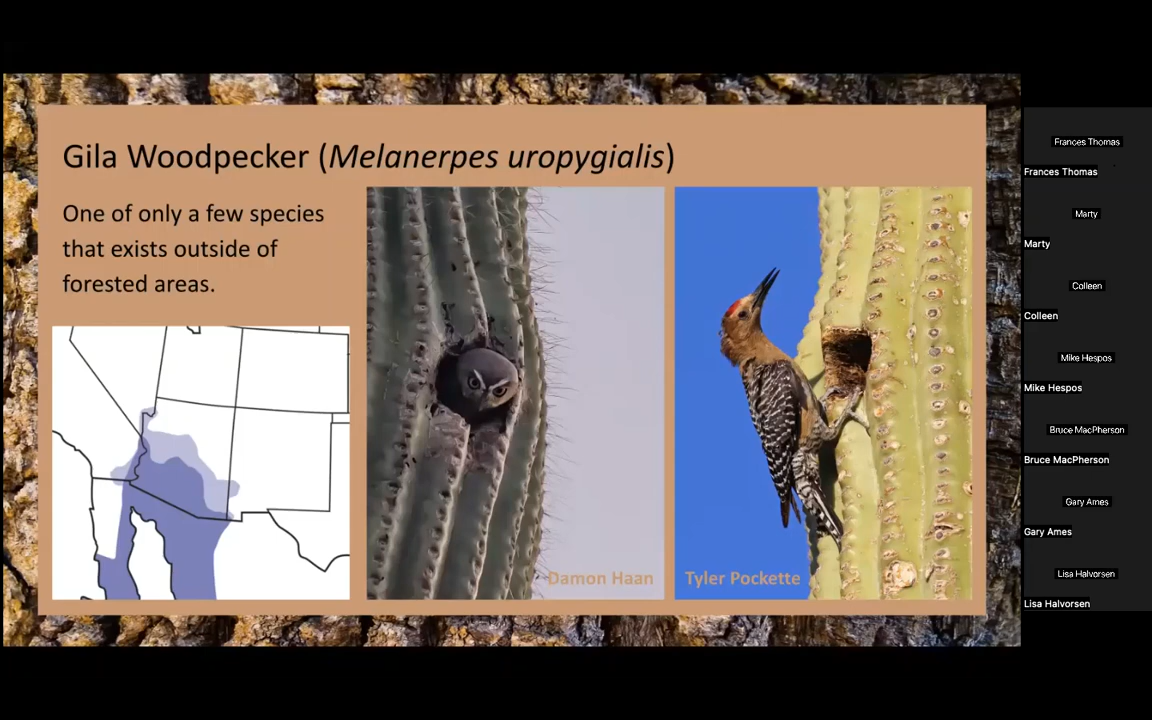 Gila Woodpecker (Melanerpes uropygialis)
One of only a few species
that exists outside of
forested areas.
Damon Haan
Tyler Pockette
Frances Thomas
Frances Thomas
Marty
Marty
Colleen
Colleen
Mike Hespos
Mike Hespos
Bruce MacPherson
Bruce MacPherson
Gary Ames
Gary Ames
Lisa Halvorsen
Lisa Halvorsen